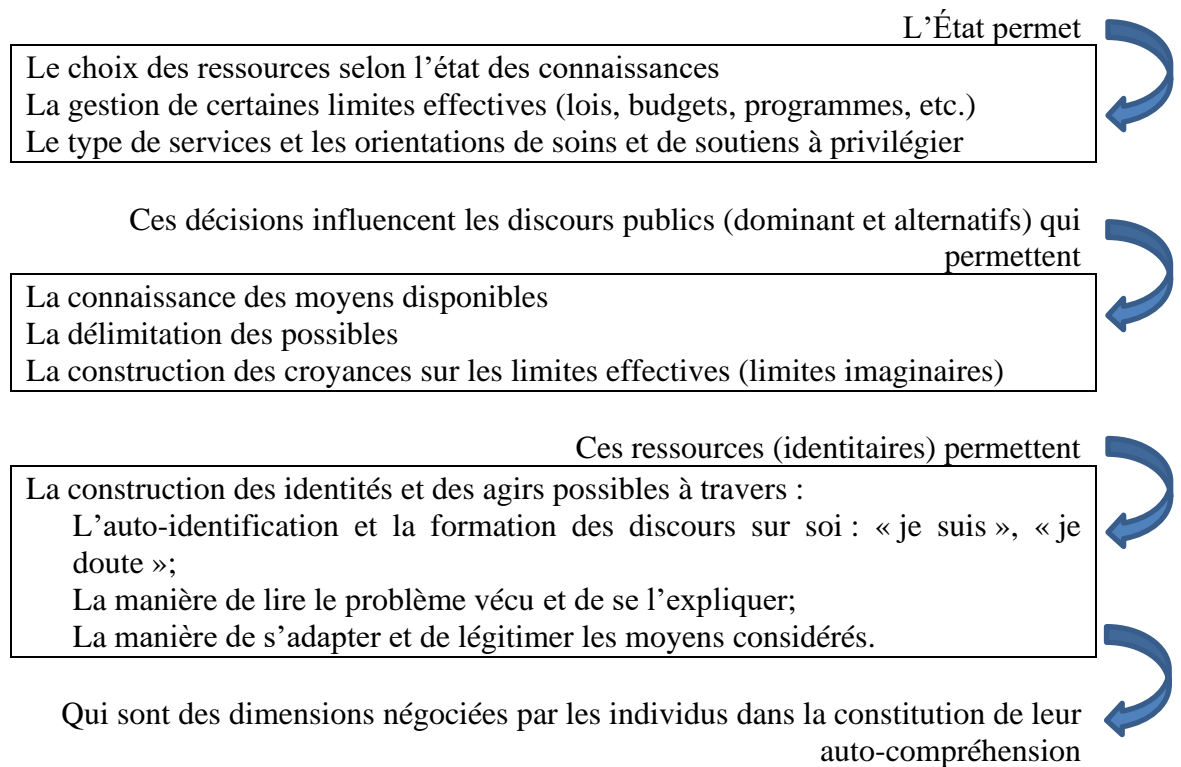 L’État permet
Le choix des ressources selon l’état des connaissances
La gestion de certaines limites effectives (lois, budgets, programmes, etc.)
Le type de services et les orientations de soins et de soutiens à privilégier
Ces décisions influencent les discours publics (dominant et alternatifs) qui
permettent
La connaissance des moyens disponibles
La délimitation des possibles
La construction des croyances sur les limites effectives (limites imaginaires)
Ces ressources (identitaires) permettent
La construction des identités et des agirs possibles à travers :
L’auto-identification et la formation des discours sur soi : « je suis », « je
doute »;
La manière de lire le problème vécu et de se l’expliquer;
La manière de s’adapter et de légitimer les moyens considérés.
Qui sont des dimensions négociées par les individus dans la constitution de leur
auto-compréhension